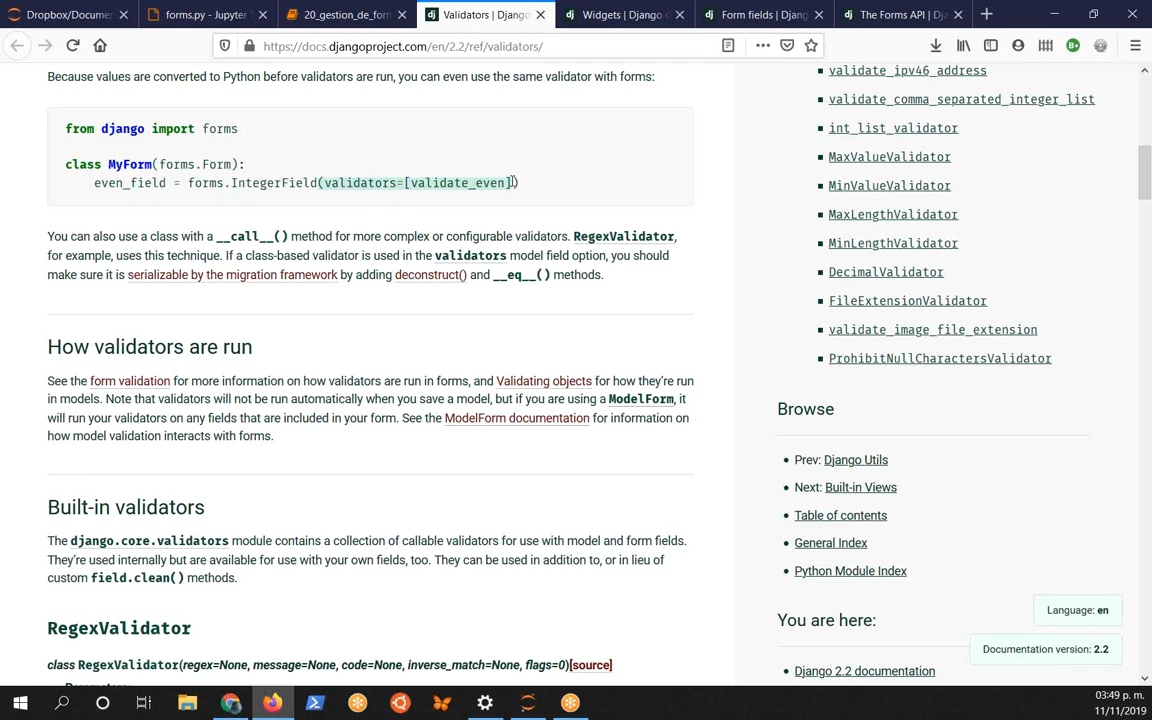 Dropbox/Documen
forms.py - Jupyter
20_gestion_de_for
Validators | Django
Widgets | Django
Form fields | Djang
The Forms API | Dj
https://docs.djangoproject.com/en/2.2/ref/validators/
Because values are converted to Python before validators are run, you can even use the same validator with forms:
from django import forms
class MyForm(forms.Form):
even_field = forms.IntegerField(validators=[validate_even])
You can also use a class with a __call__() method for more complex or configurable validators. RegexValidator,
for example, uses this technique. If a class-based validator is used in the validators model field option, you should
make sure it is serializable by the migration framework by adding deconstruct() and __eq__() methods.
How validators are run
See the form validation for more information on how validators are run in forms, and Validating objects for how they're run
in models. Note that validators will not be run automatically when you save a model, but if you are using a ModelForm, it
will run your validators on any fields that are included in your form. See the ModelForm documentation for information on
how model validation interacts with forms.
Built-in validators
The django.core.validators module contains a collection of callable validators for use with model and form fields.
They're used internally but are available for use with your own fields, too. They can be used in addition to, or in lieu of
custom field.clean() methods.
RegexValidator
class RegexValidator(regex=None, message=None, code=None, inverse_match=None, flags=0)[source]
validate_ipv46_address
validate_comma_separated_integer_list
int_list_validator
MaxValueValidator
MinValueValidator
MaxLengthValidator
MinLengthValidator
DecimalValidator
FileExtensionValidator
validate_image_file_extension
ProhibitNullCharactersValidator
Browse
Prev: Django Utils
Next: Built-in Views
Table of contents
General Index
Python Module Index
You are here:
Django 2.2 documentation
Language: en
Documentation version: 2.2
03:49 p. m.
11/11/2019